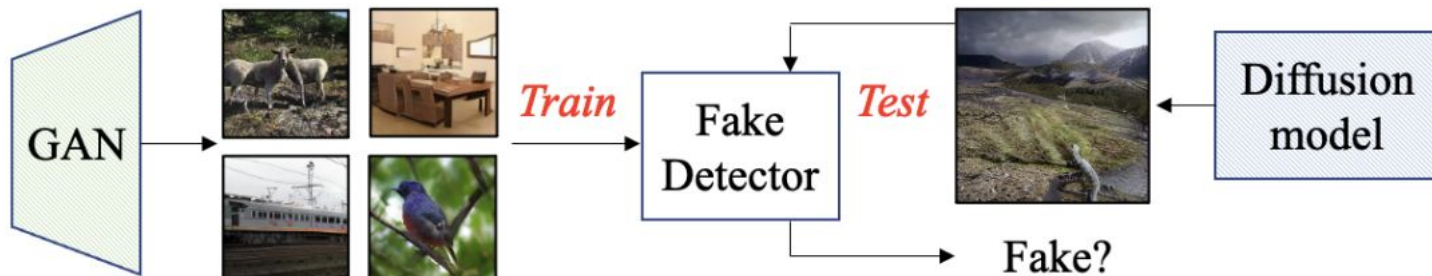 GAN
Train
Fake
Detector
Test
Diffusion
model
Fake?